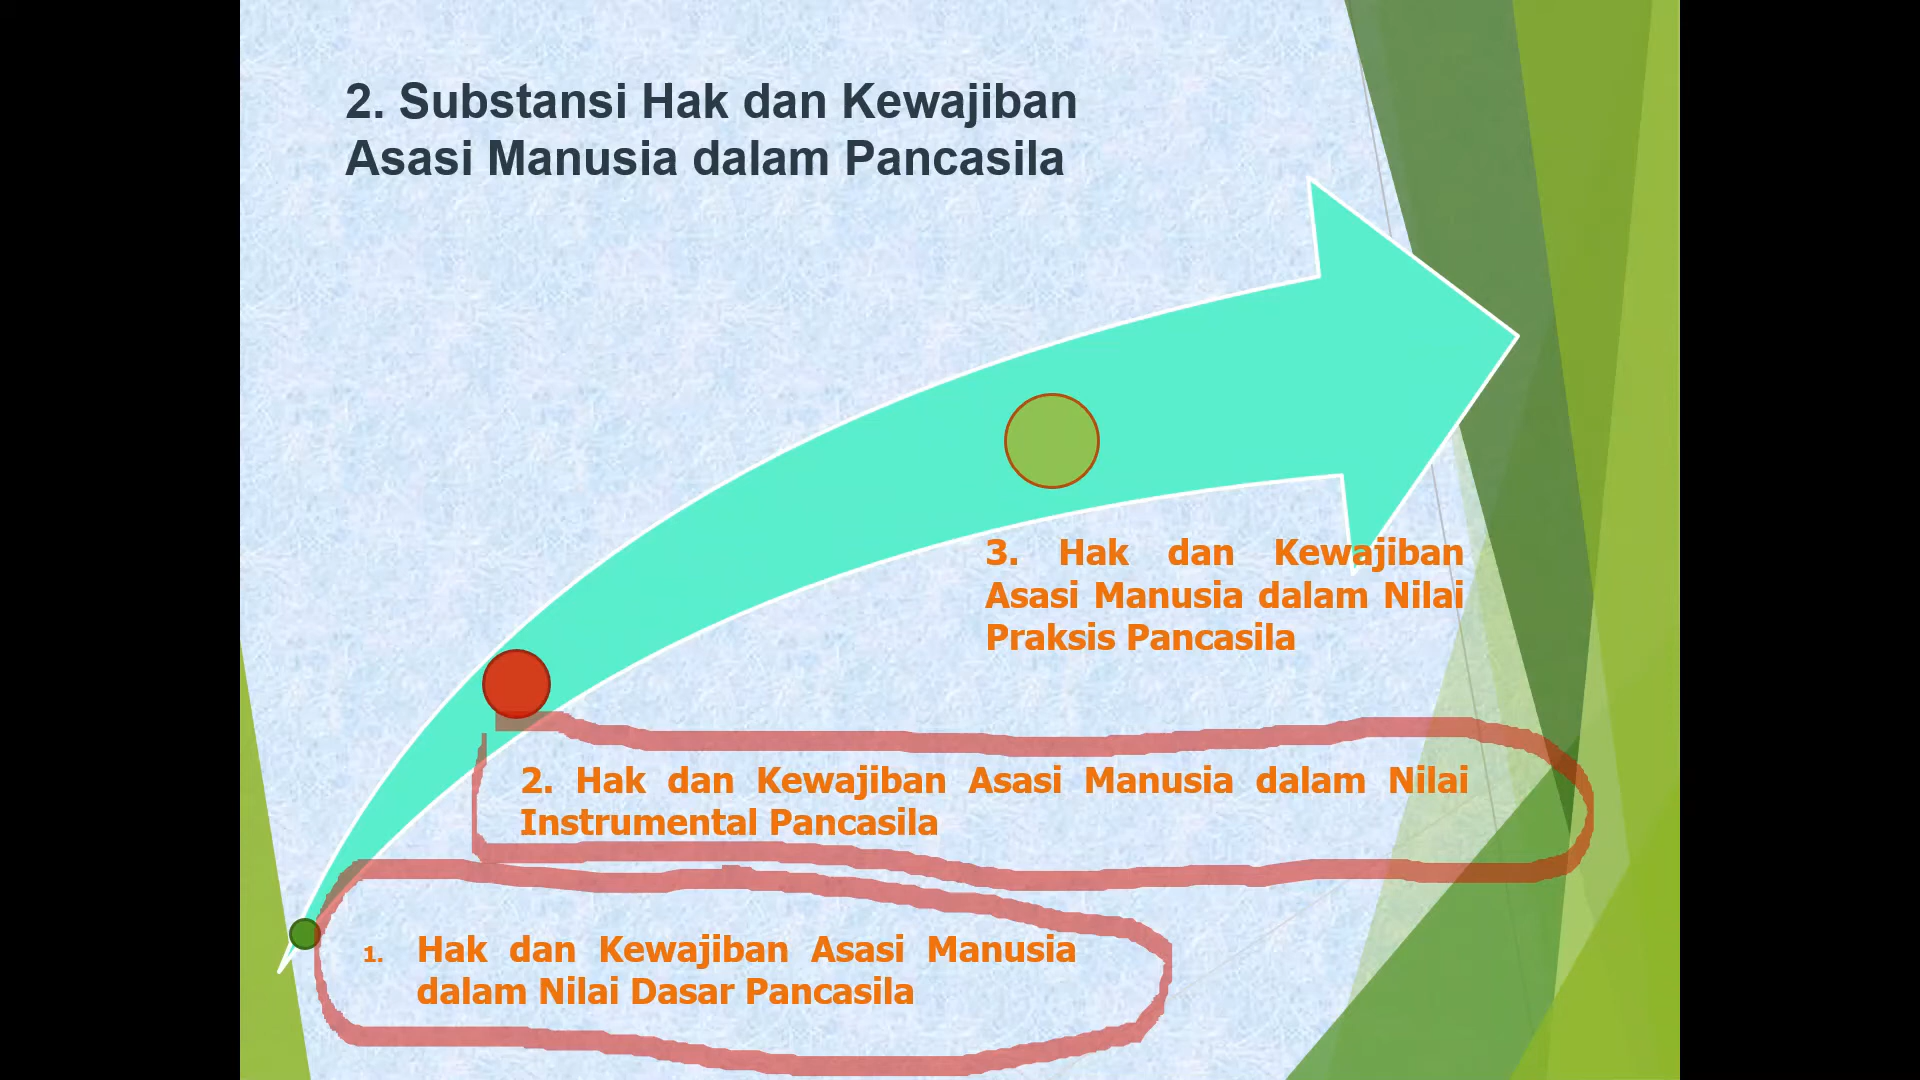 2. Substansi Hak dan Kewajiban
Asasi Manusia dalam Pancasila
3. Hak dan Kewajiban
Asasi Manusia dalam Nilai
Praksis Pancasila
2. Hak dan Kewajiban Asasi Manusia dalam Nilai
Instrumental Pancasila
1. Hak dan Kewajiban Asasi Manusia
dalam Nilai Dasar Pancasila